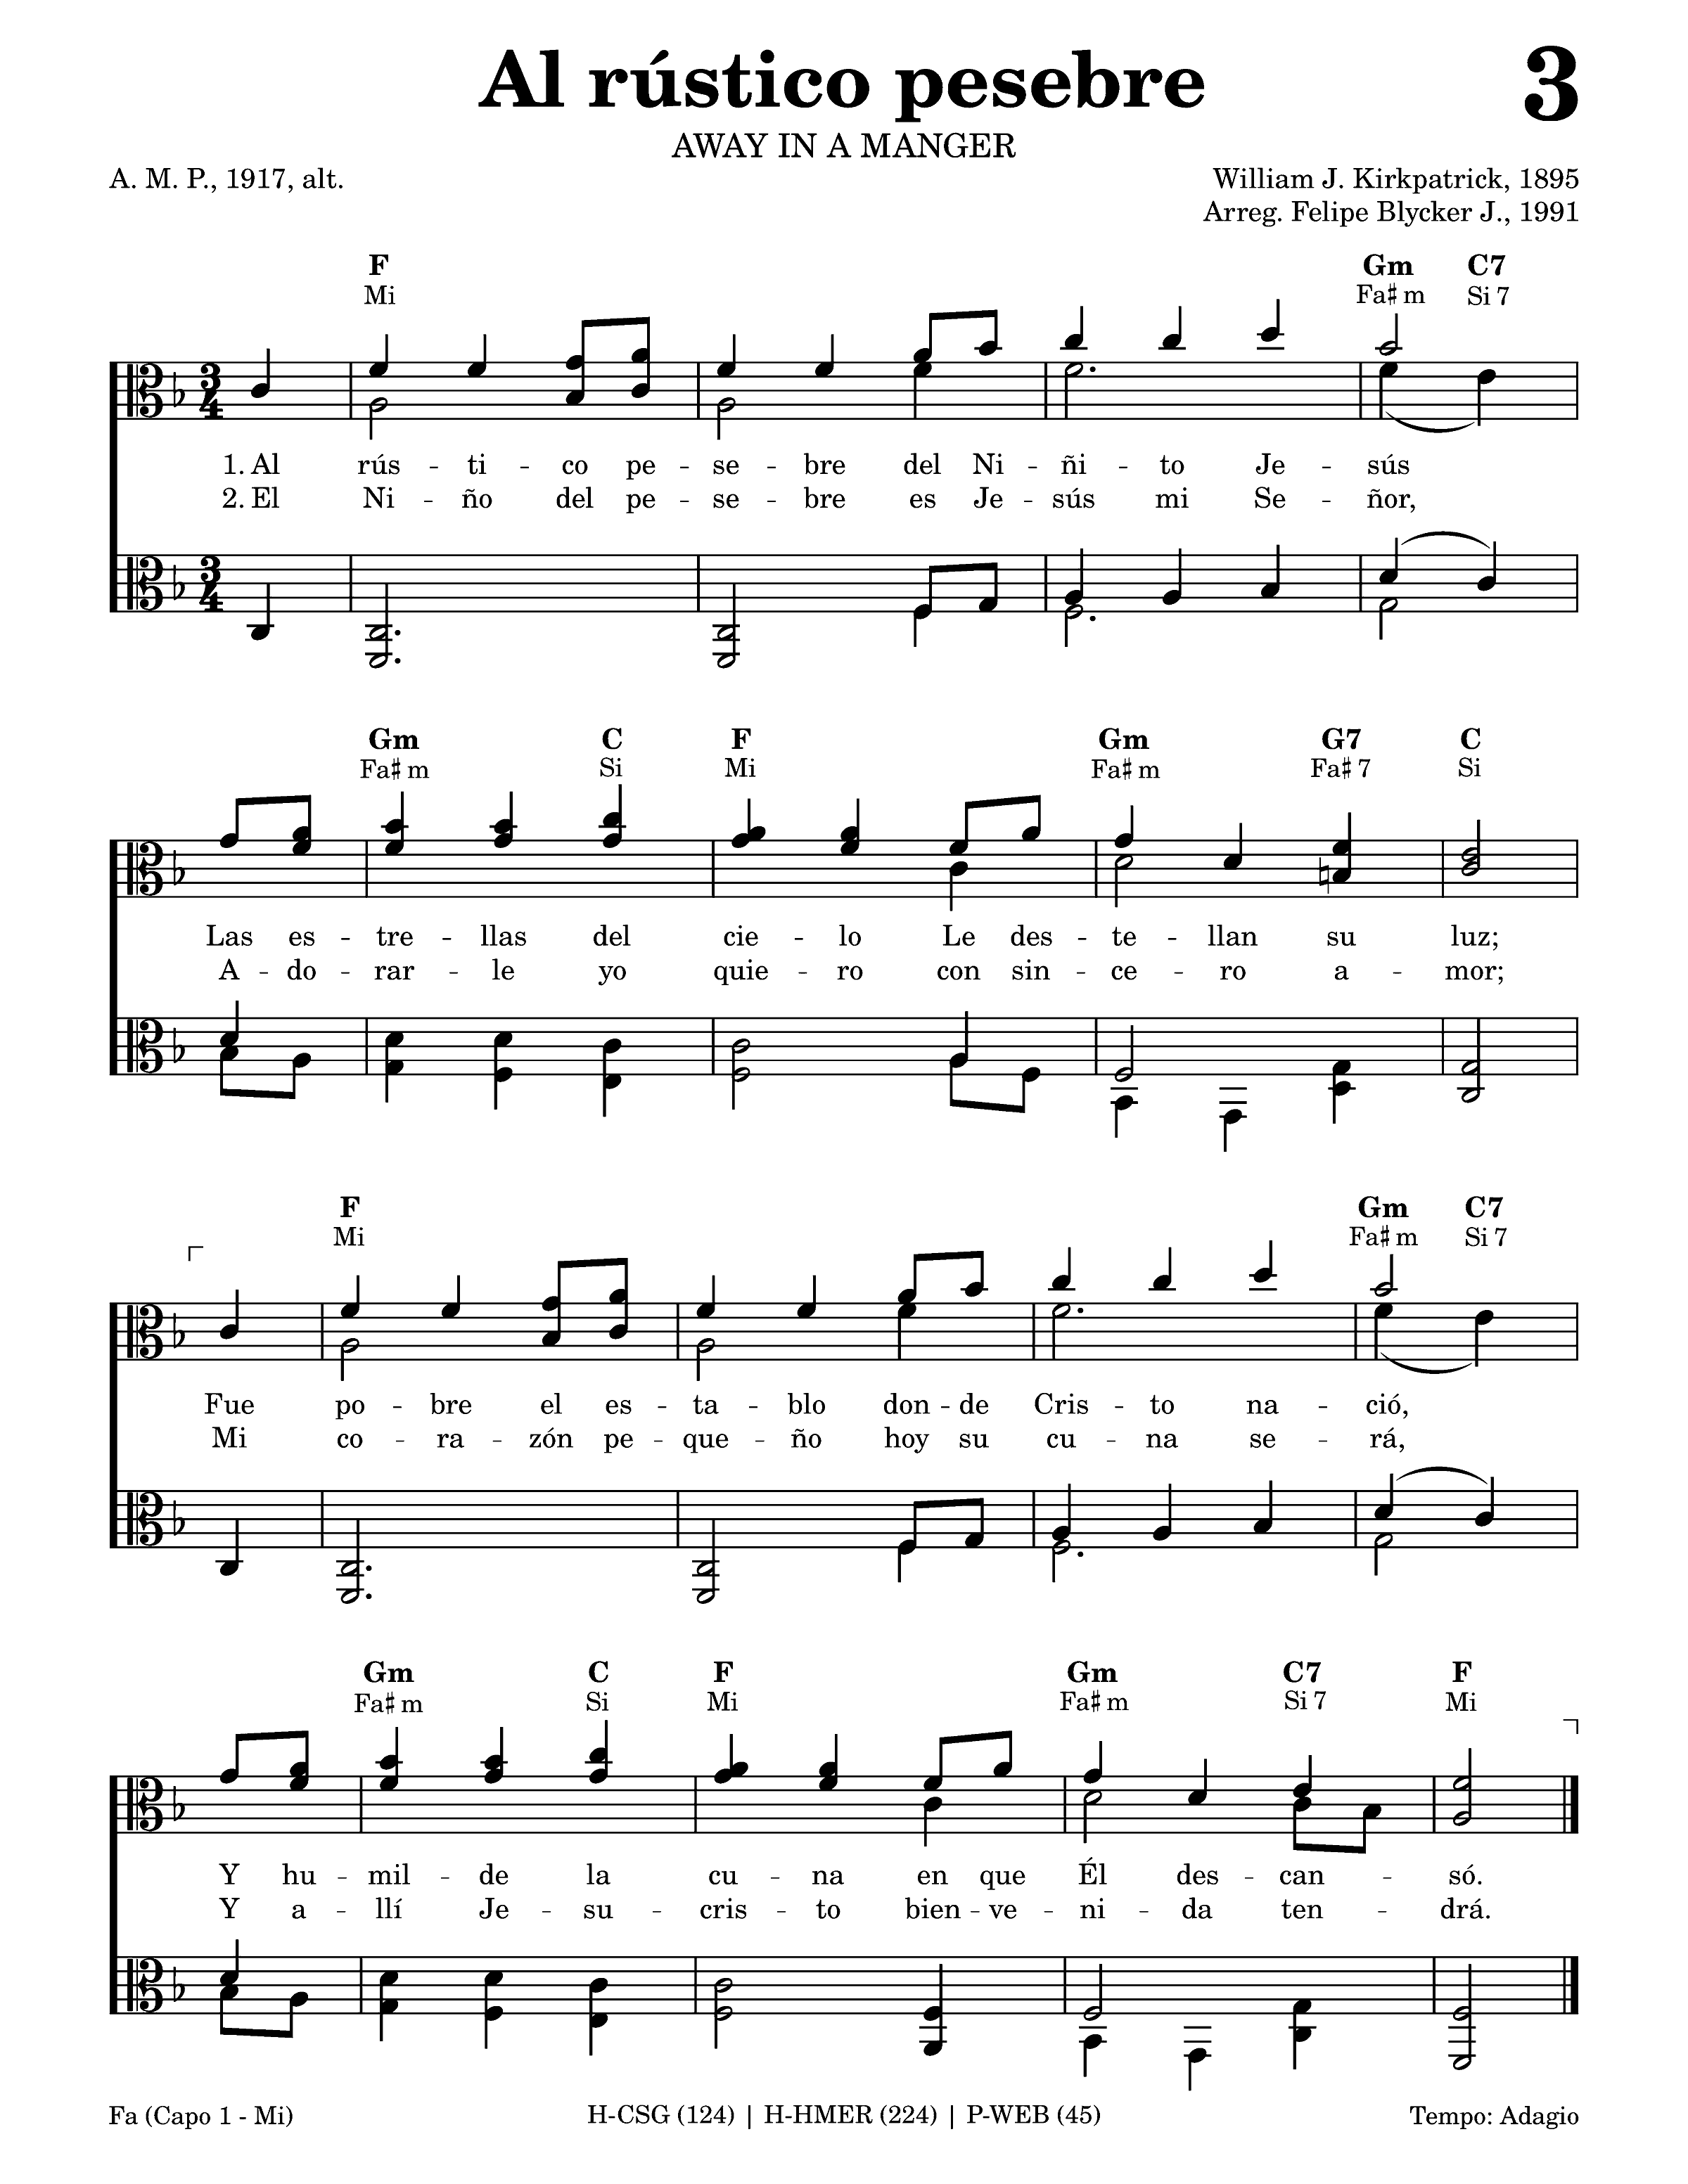 Al rústico pesebre 3
AWAY IN A MANGER
A. M. P., 1917, alt. William J. Kirkpatrick, 1895
Arreg. Felipe Blycker J., 1991
F Gm C7
Mi Fa♯m Si 7
3 4
1. Al rús - ti - co pe - se - bre del Ni - ñi - to Je - sús
2. El Ni - ño del pe - se - bre es Je - sús mi Se - ñor,
3 4
Gm C F Gm G7 C
Fa♯m Si Mi Fa♯m Fa♯7 Si
Las es - tre - llas del cie - lo Le des - te - llan su luz;
A - do - rar - le yo quie - ro con sin - ce - ro a - mor;
F Gm C7
Mi Fa♯m Si 7
Fue po - bre el es - ta - blo don - de Cris - to na - ció,
Mi co - ra - zón pe - que - ño hoy su cu - na se - rá,
Gm C F Gm C7 F
Fa♯m Si Mi Fa♯m Si 7 Mi
Y hu - mil - de la cu - na en que Él des - can - só.
Y a - llí Je - su - cris - to bien - ve - ni - da ten - drá.
Fa (Capo 1 - Mi) H-CSG (124) | H-HMER (224) | P-WEB (45) Tempo: Adagio